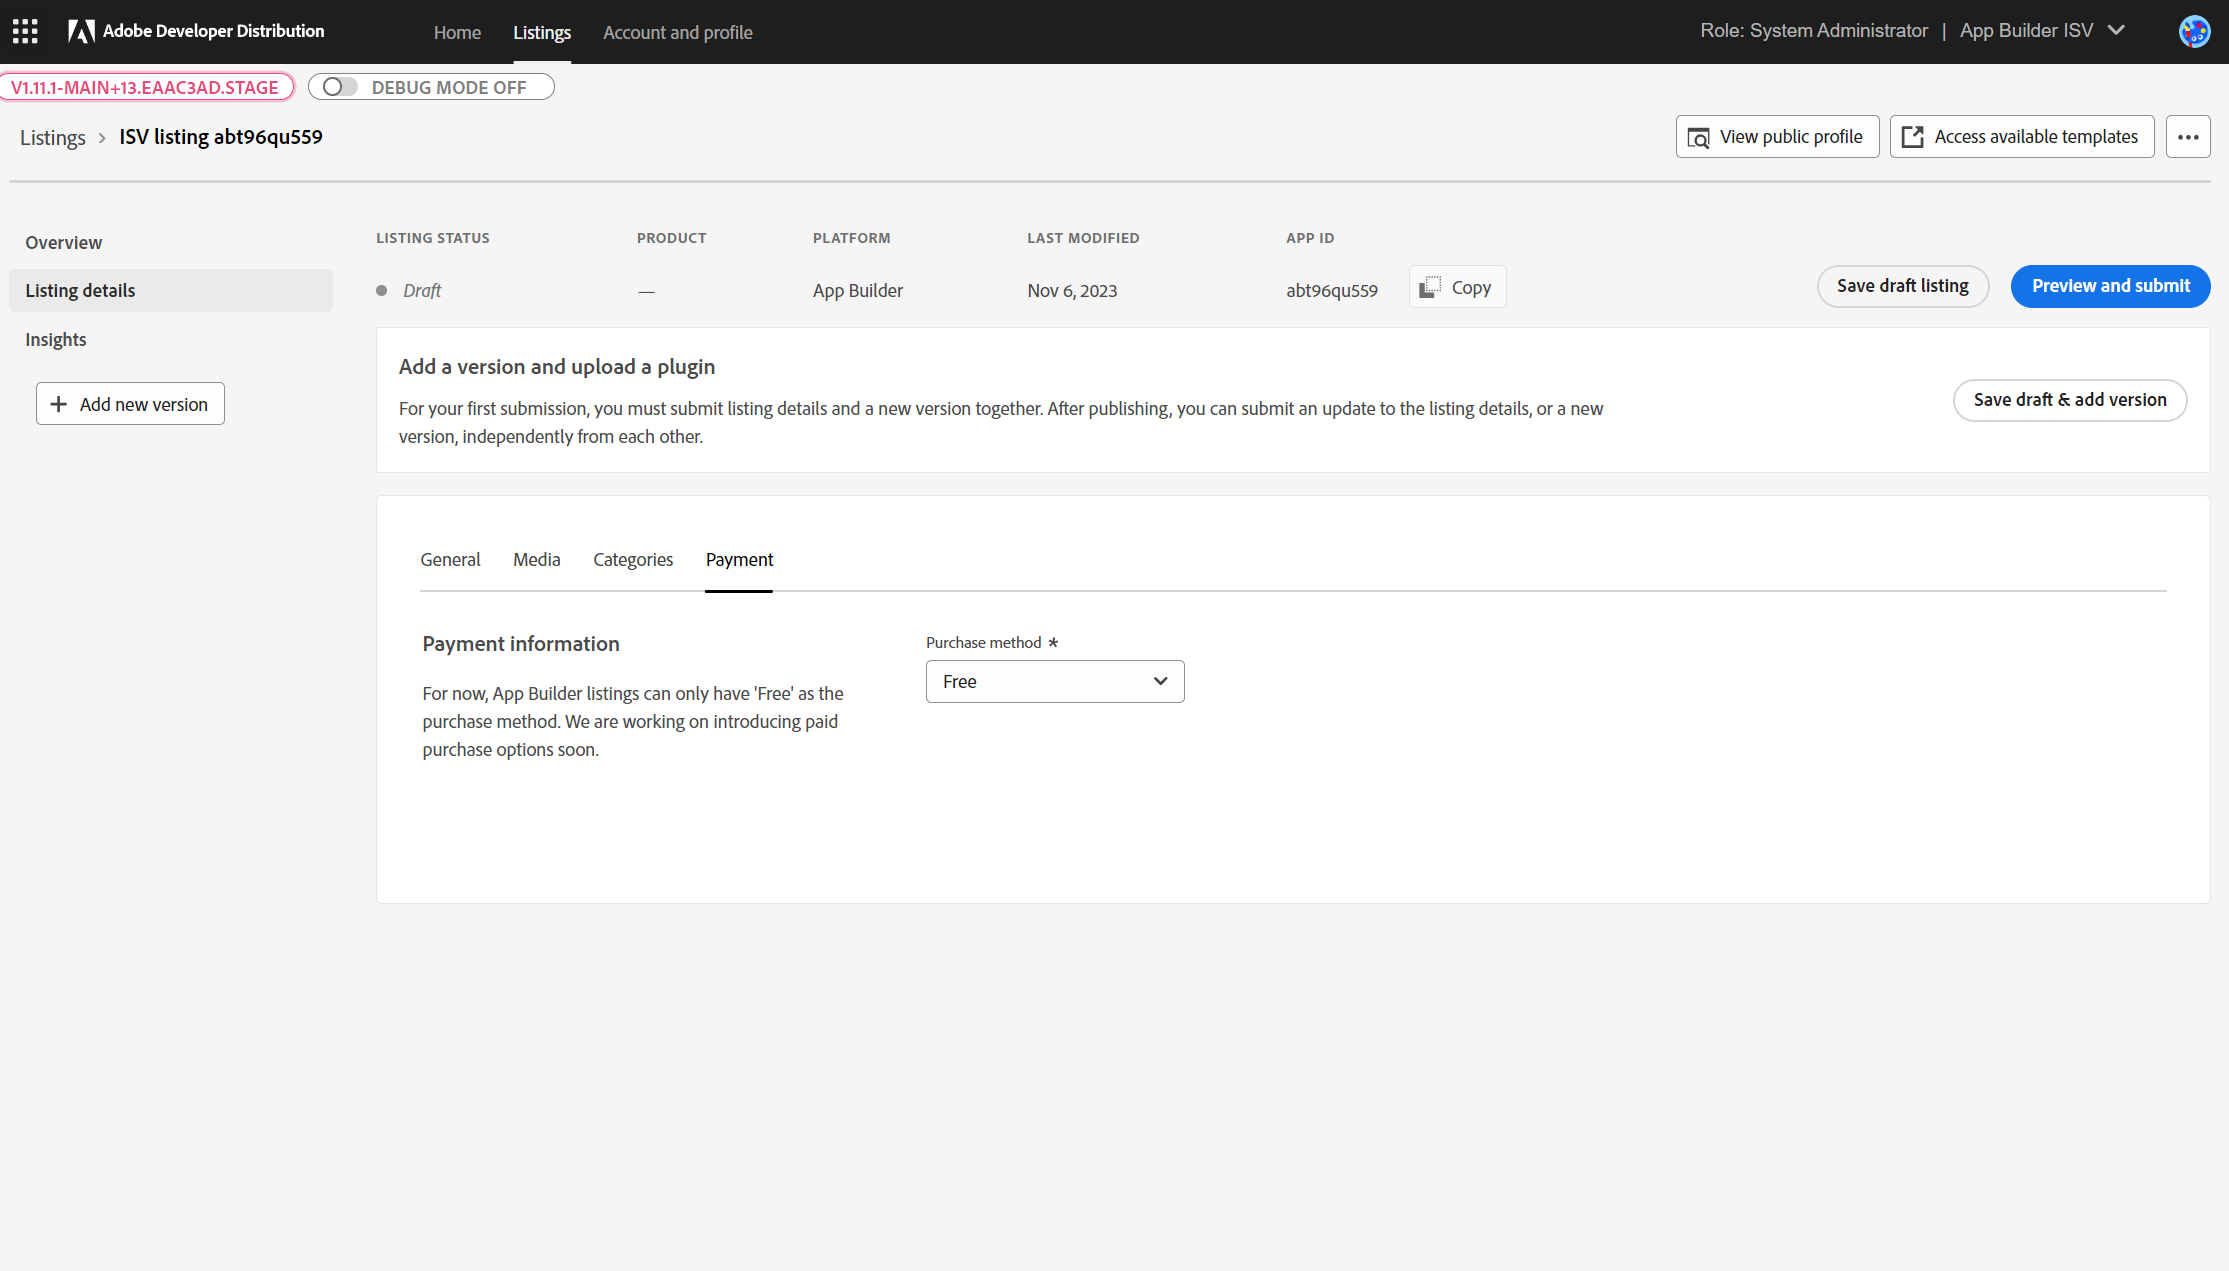 Adobe Developer Distribution
Home
Listings
Account and profile
Role: System Administrator | App Builder ISV
V1.11.1-MAIN+13.EAAC3AD.STAGE
DEBUG MODE OFF
Listings > ISV listing abt96qu559
View public profile
Access available templates
Overview
Listing details
Insights
Add new version
LISTING STATUS
PRODUCT
PLATFORM
LAST MODIFIED
APP ID
Draft
—
App Builder
Nov 6, 2023
abt96qu559
Copy
Save draft listing
Preview and submit
Add a version and upload a plugin
For your first submission, you must submit listing details and a new version together. After publishing, you can submit an update to the listing details, or a new
version, independently from each other.
Save draft & add version
General
Media
Categories
Payment
Payment information
For now, App Builder listings can only have 'Free' as the
purchase method. We are working on introducing paid
purchase options soon.
Purchase method *
Free